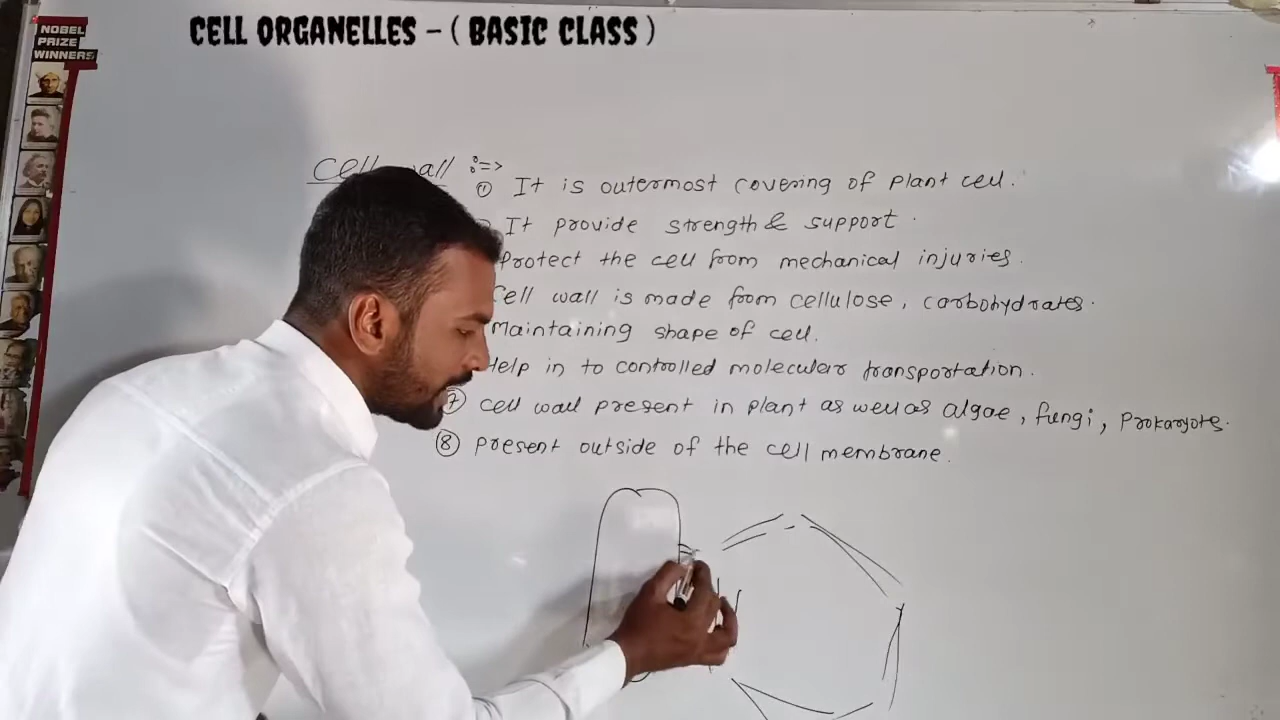 NOBEL
PRIZE
WINNERS
CELL ORGANELLES - ( BASIC CLASS )
Cell wall :=>
① It is outermost covering of plant cell.
It provide strength & support.
Protect the cell from mechanical injuries.
Cell wall is made from cellulose, carbohydrates.
Maintaining shape of cell.
Help in to controlled molecular transportation.
⑦ cell wall present in plant as well as algae, fungi, Prokaryote.
⑧ Present outside of the cell membrane.